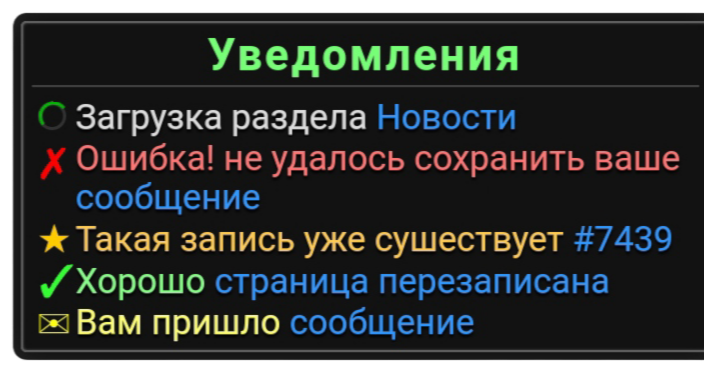 Уведомления
Загрузка раздела Новости
✗ Ошибка! не удалось сохранить ваше
сообщение
★ Такая запись уже сушествует #7439
✓ Хорошо страница перезаписана
✉ Вам пришло сообщение